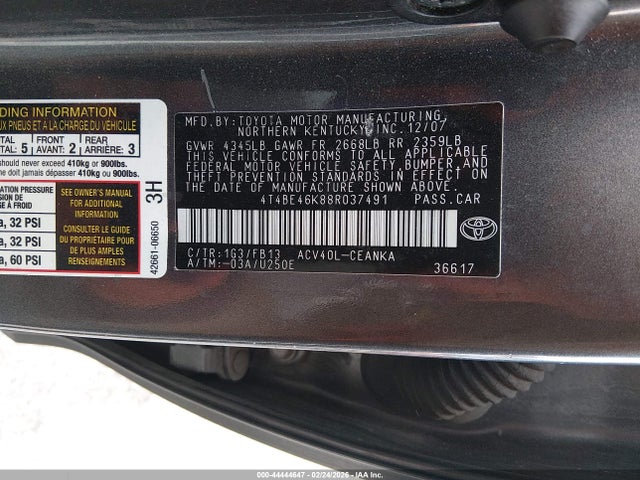 DING INFORMATION
UX PNEUS ET A LA CHARGE DU VÉHICULE
TOTAL: 5 FRONT AVANT: 2 REAR ARRIÈRE: 3
should never exceed 410kg or 900lbs.
ne doit jamais dépasser 410kg ou 900lbs.
TATION PRESSURE
a, 32 PSI
a, 32 PSI
a, 60 PSI
SEE OWNER'S
MANUAL FOR
ADDITIONAL
INFORMATION
CONSULTER LE
GUIDE DU
PROPRIETAIRE
POUR DE PLUS
AMPLES
RENSEIGNEMENTS
3H
42661-06650
MFD.BY:TOYOTA MOTOR MANUFACTURING,
NORTHERN KENTUCKY,INC.12/07
GVWR 4345LB GAWR FR 2668LB RR 2359LB
THIS VEHICLE CONFORMS TO ALL APPLICABLE
FEDERAL MOTOR VEHICLE SAFETY,BUMPER,AND
THEFT PREVENTION STANDARDS IN EFFECT ON
THE DATE OF MANUFACTURE SHOWN ABOVE.
4T4BE46K88R037491 PASS.CAR
C/TR:1G3/FB13 ACV40L-CEANKA
A/TM:-03A/U250E
36617
TOYOTA
000-44444647 - 02/24/2026 - IAA Inc.